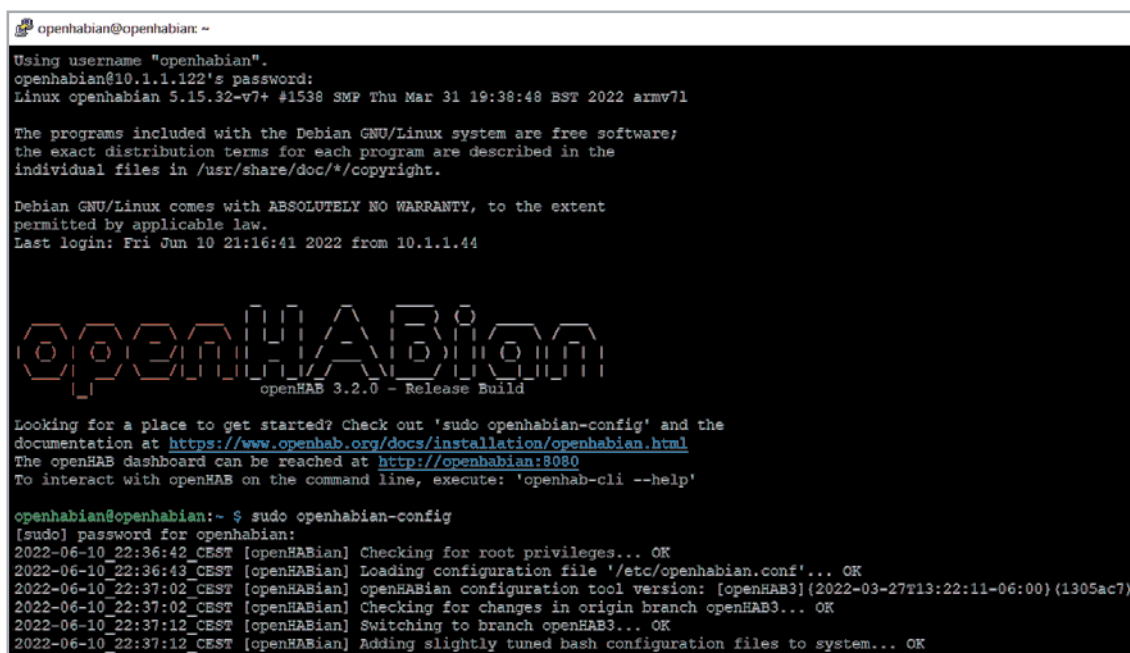 openhabian@openhabian: ~
Using username "openhabian".
openhabian@10.1.1.122's password:
Linux openhabian 5.15.32-v7+ #1538 SMP Thu Mar 31 19:38:48 BST 2022 armv7l
The programs included with the Debian GNU/Linux system are free software;
the exact distribution terms for each program are described in the
individual files in /usr/share/doc/*/copyright.
Debian GNU/Linux comes with ABSOLUTELY NO WARRANTY, to the extent
permitted by applicable law.
Last login: Fri Jun 10 21:16:41 2022 from 10.1.1.44
openHABian
openHAB 3.2.0 - Release Build
Looking for a place to get started? Check out 'sudo openhabian-config' and the
documentation at https://www.openhab.org/docs/installation/openhabian.html
The openHAB dashboard can be reached at http://openhabian:8080
To interact with openHAB on the command line, execute: 'openhab-cli --help'
openhabian@openhabian:~ $ sudo openhabian-config
[sudo] password for openhabian:
2022-06-10_22:36:42_CEST [openHABian] Checking for root privileges... OK
2022-06-10_22:36:43_CEST [openHABian] Loading configuration file '/etc/openhabian.conf'... OK
2022-06-10_22:37:02_CEST [openHABian] openHABian configuration tool version: [openHAB3]{2022-03-27T13:22:11-06:00}(1305ac7)
2022-06-10_22:37:02_CEST [openHABian] Checking for changes in origin branch openHAB3... OK
2022-06-10_22:37:12_CEST [openHABian] Switching to branch openHAB3... OK
2022-06-10_22:37:12_CEST [openHABian] Adding slightly tuned bash configuration files to system... OK